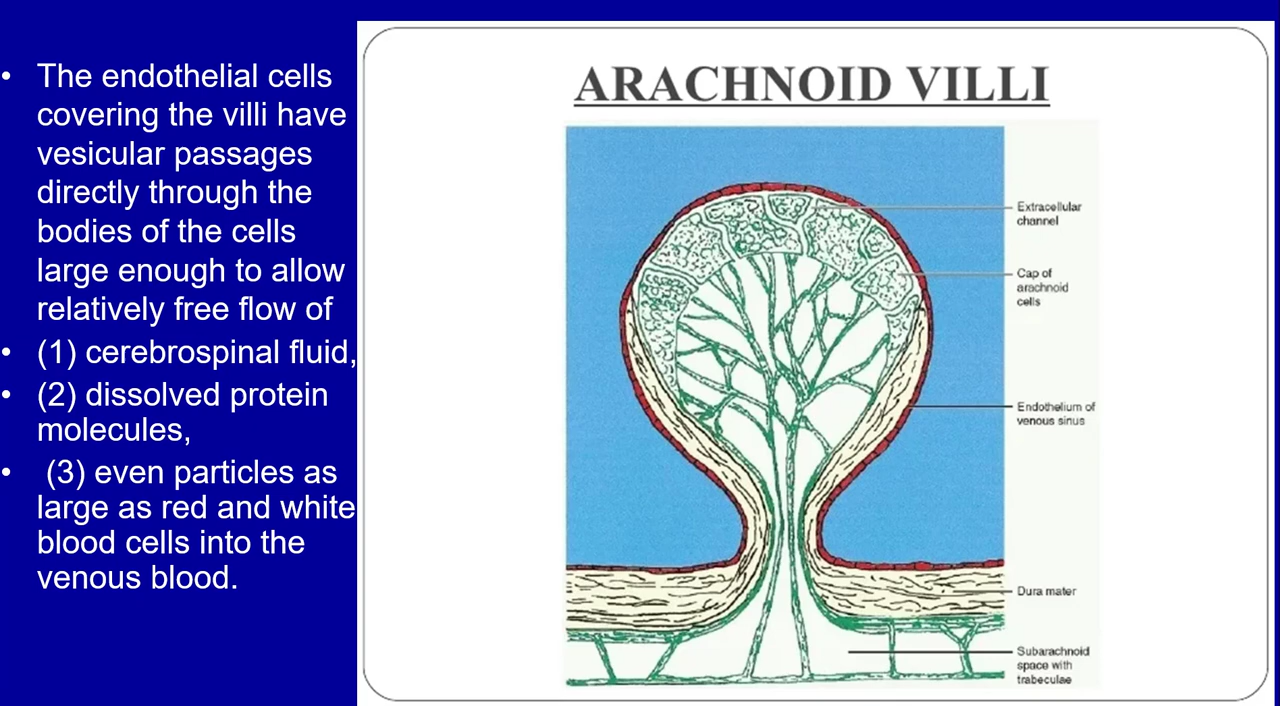 • The endothelial cells
covering the villi have
vesicular passages
directly through the
bodies of the cells
large enough to allow
relatively free flow of
• (1) cerebrospinal fluid,
• (2) dissolved protein
molecules,
• (3) even particles as
large as red and white
blood cells into the
venous blood.
ARACHNOID VILLI
Extracellular
channel
Cap of
arachnoid
cells
Endothelium of
venous sinus
Dura mater
Subarachnoid
space with
trabeculae